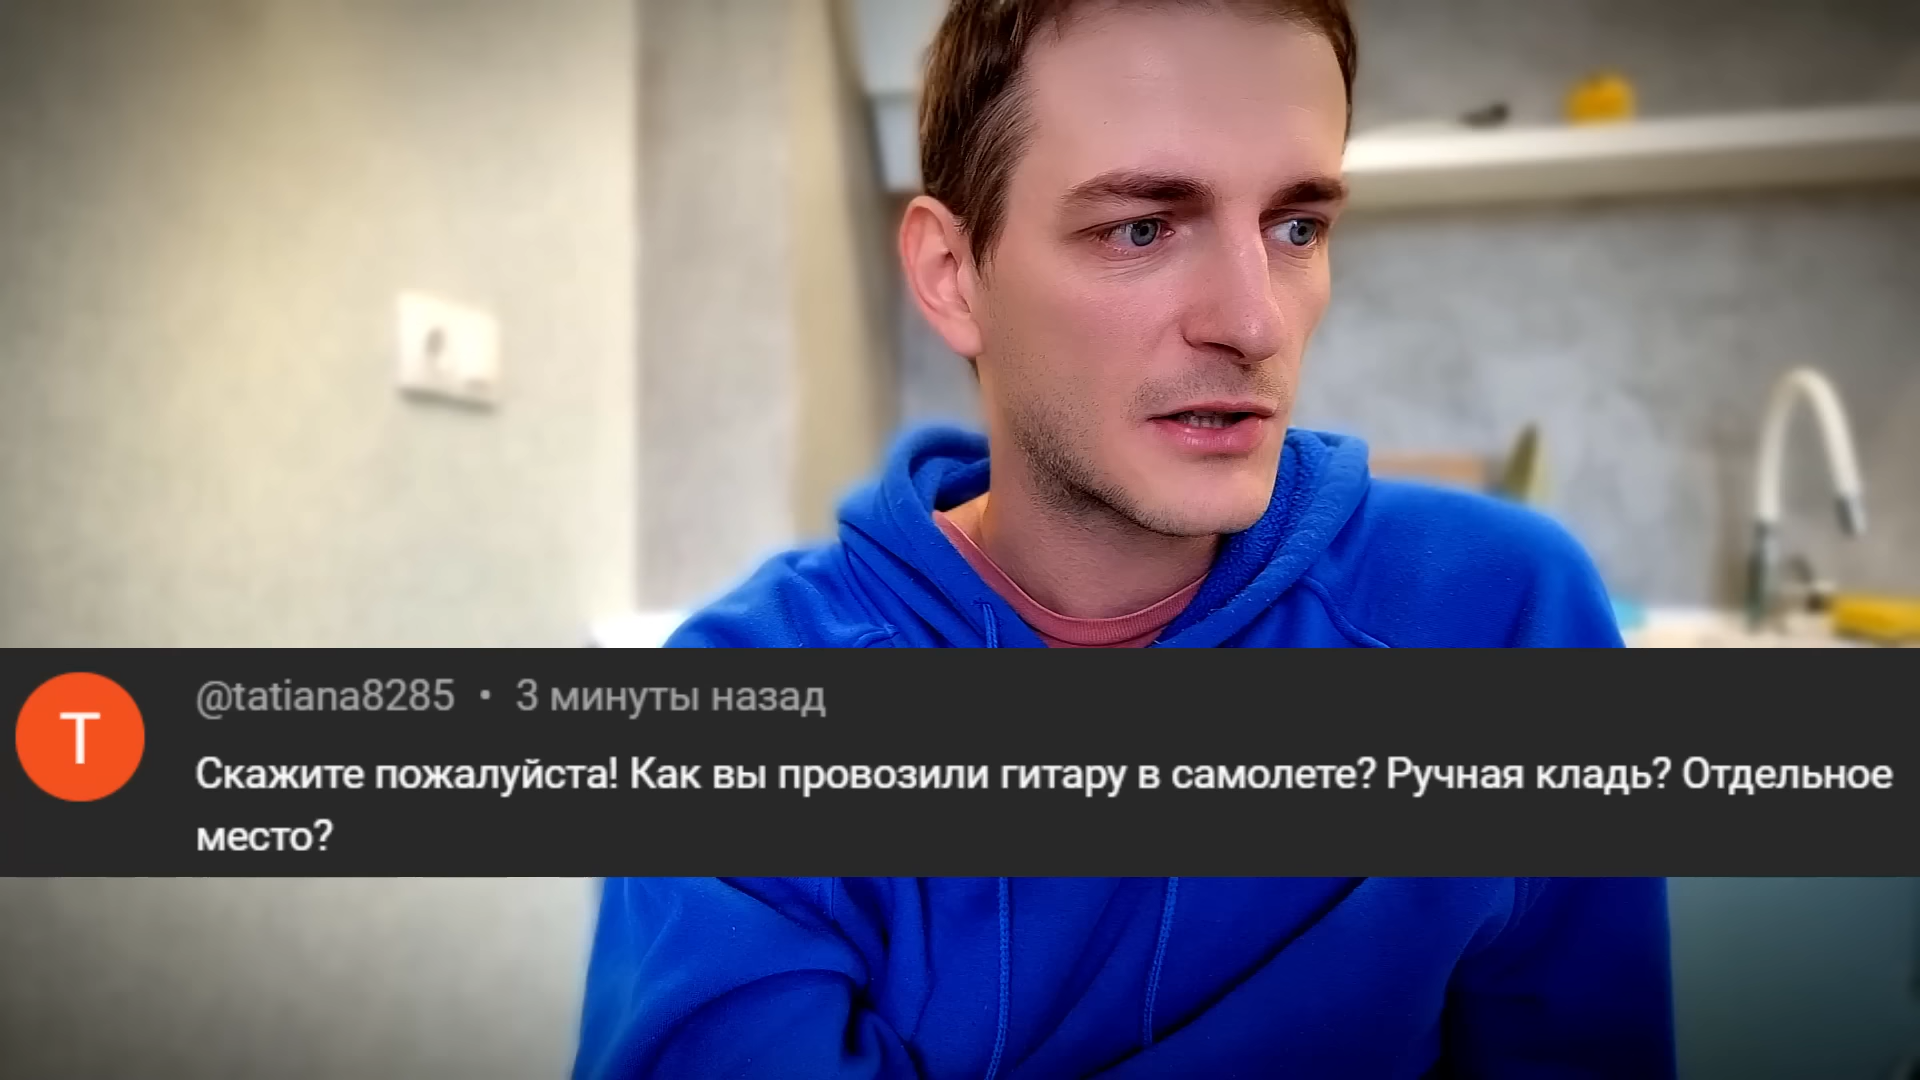 T
@tatiana8285 • 3 минуты назад
Скажите пожалуйста! Как вы провозили гитару в самолете? Ручная кладь? Отдельное
место?